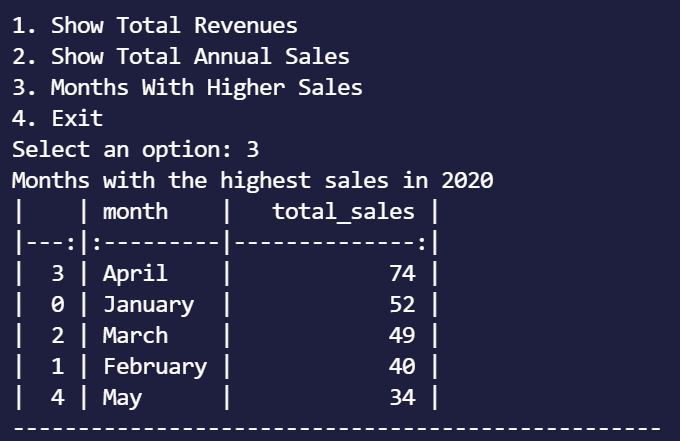 1. Show Total Revenues
2. Show Total Annual Sales
3. Months With Higher Sales
4. Exit
Select an option: 3
Months with the highest sales in 2020
|    | month    |   total_sales |
|---:|:---------|--------------:|
|  3 | April    |            74 |
|  0 | January  |            52 |
|  2 | March    |            49 |
|  1 | February |            40 |
|  4 | May      |            34 |
--------------------------------------------------